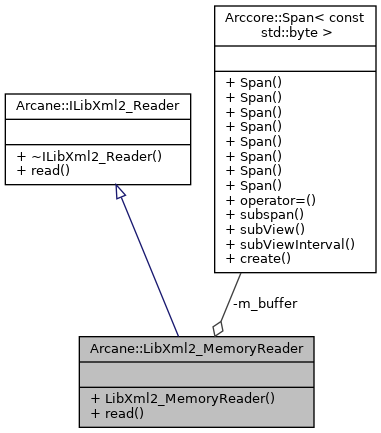 Arccore::Span< const
std::byte >
+ Span()
+ Span()
+ Span()
+ Span()
+ Span()
+ Span()
+ Span()
+ Span()
+ operator=()
+ subspan()
+ subView()
+ subViewInterval()
+ create()
Arcane::ILibXml2_Reader
+ ~ILibXml2_Reader()
+ read()
-m_buffer
Arcane::LibXml2_MemoryReader
+ LibXml2_MemoryReader()
+ read()